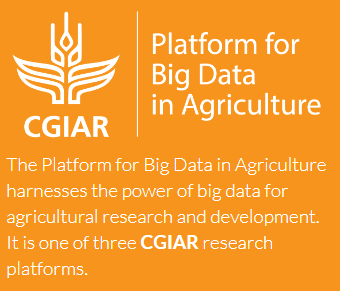 Platform for
Big Data
in Agriculture
CGIAR
The Platform for Big Data in Agriculture
harnesses the power of big data for
agricultural research and development.
It is one of three CGIAR research
platforms.